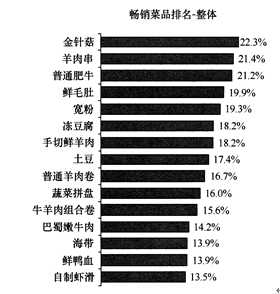 畅销菜品排名-整体
金针菇 22.3%
羊肉串 21.4%
普通肥牛 21.2%
鲜毛肚 19.9%
宽粉 19.3%
冻豆腐 18.2%
手切鲜羊肉 18.2%
土豆 17.4%
普通羊肉卷 16.7%
蔬菜拼盘 16.0%
牛羊肉组合卷 15.6%
巴蜀嫩牛肉 14.2%
海带 13.9%
鲜鸭血 13.9%
自制虾滑 13.5%